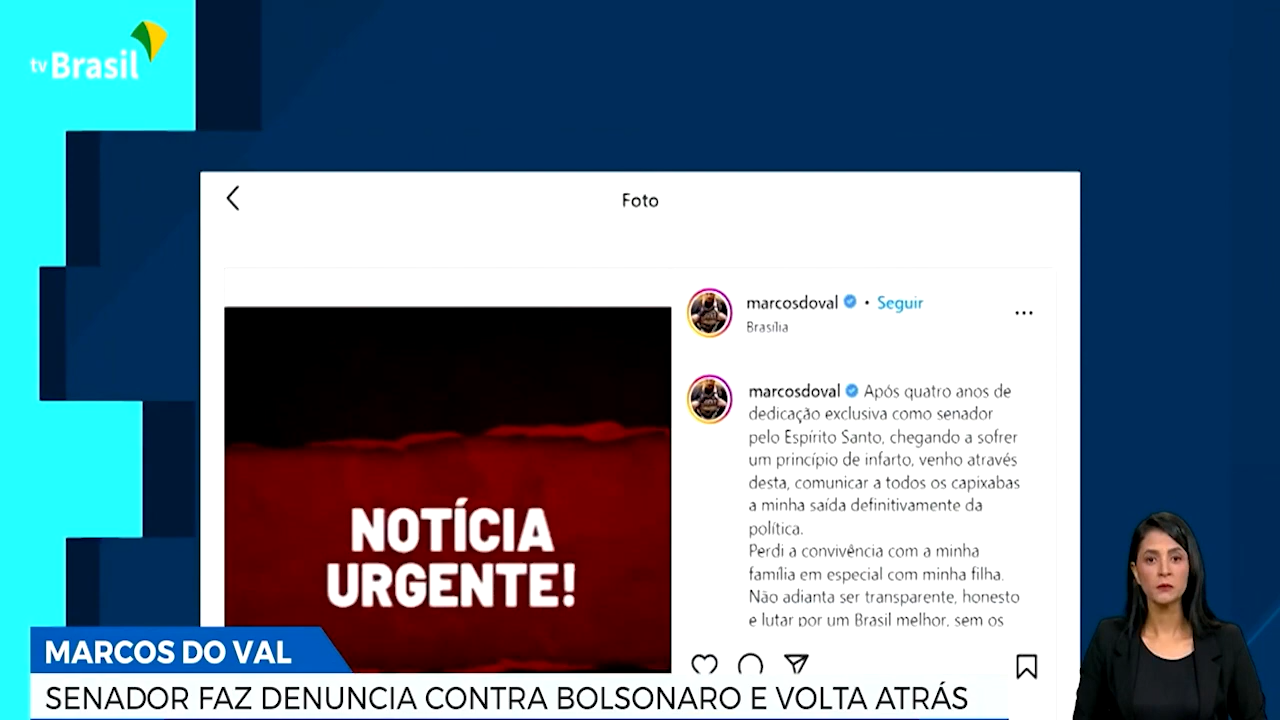 tv Brasil
Foto
marcosdoval • Seguir
Brasília
marcosdoval Após quatro anos de
dedicação exclusiva como senador
pelo Espírito Santo, chegando a sofrer
um princípio de infarto, venho através
desta, comunicar a todos os capixabas
a minha saída definitivamente da
política.
Perdi a convivência com a minha
família em especial com minha filha.
Não adianta ser transparente, honesto
e lutar por um Brasil melhor, sem os
NOTÍCIA
URGENTE!
MARCOS DO VAL
SENADOR FAZ DENUNCIA CONTRA BOLSONARO E VOLTA ATRÁS